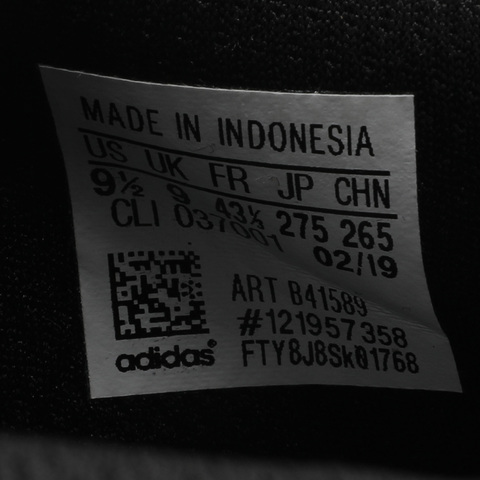 MADE IN INDONESIA
US UK FR JP CHN
9½ 9 43⅓ 275 265
CLI 037001 02/19
ART B41589
#121957358
FTY8J8Sk01768
adidas®